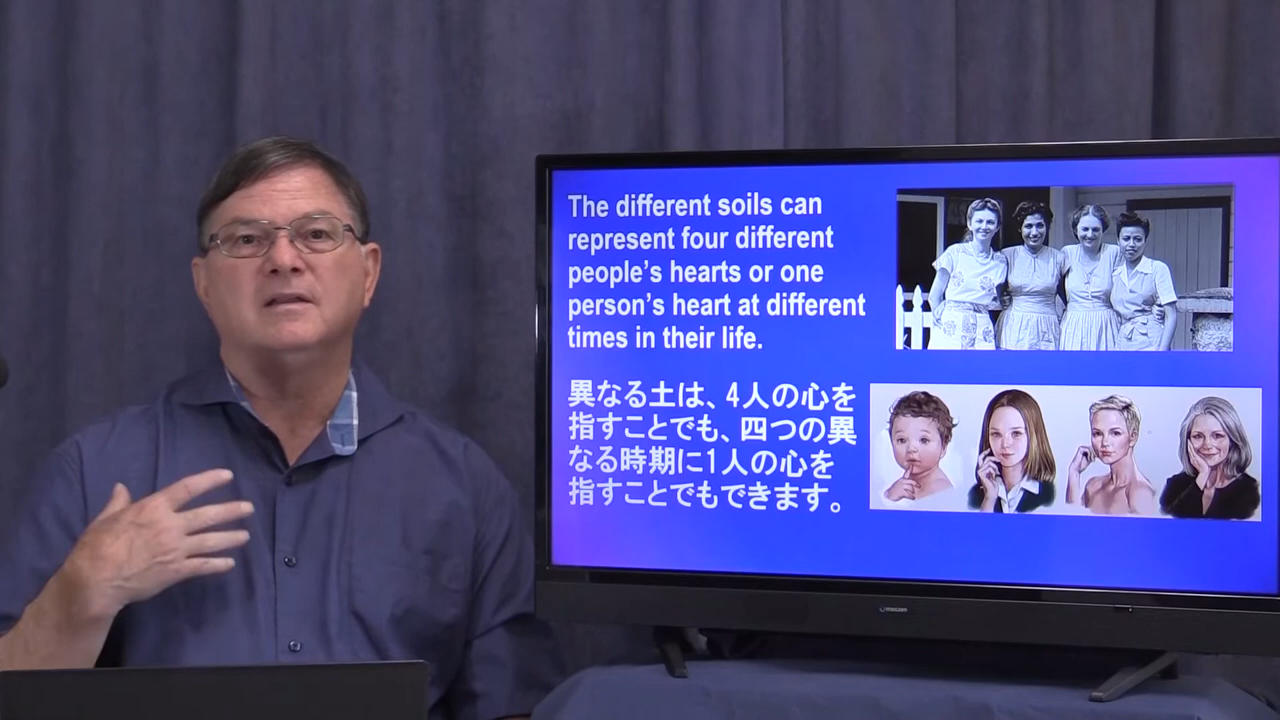 The different soils can
represent four different
people's hearts or one
person's heart at different
times in their life.
異なる土は、4人の心を
指すことでも、四つの異
なる時期に1人の心を
指すことでもできます。